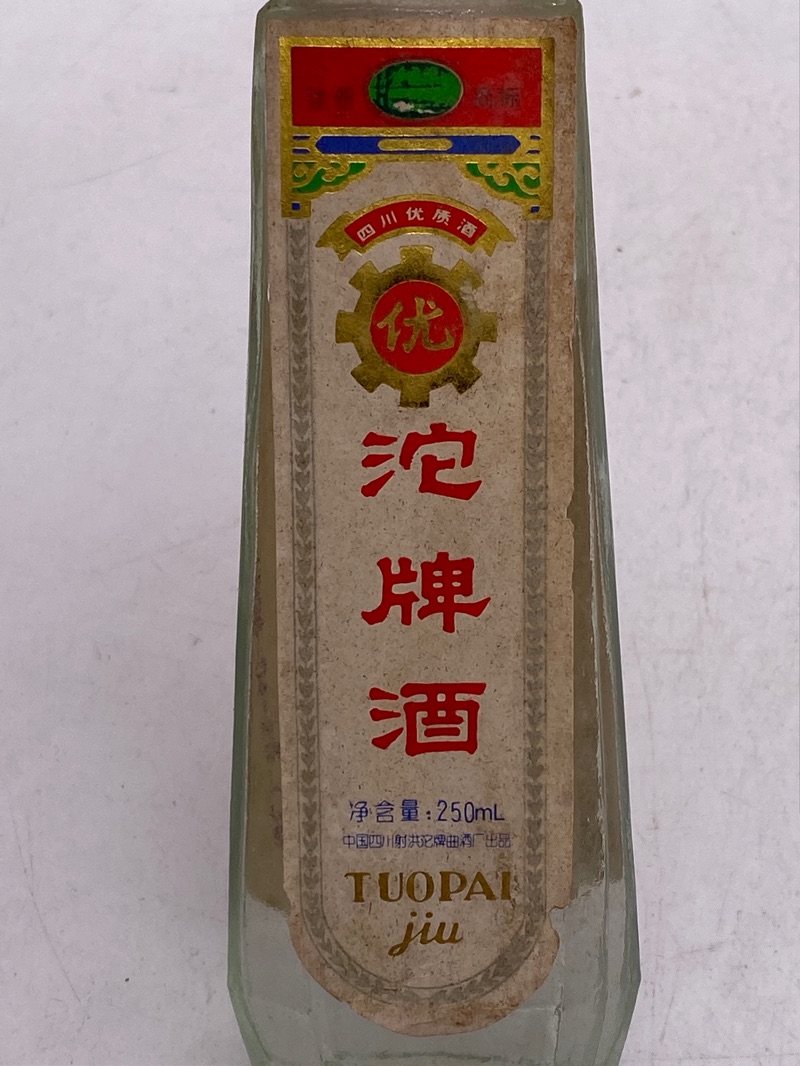 四川优质酒
优
沱
牌
酒
净含量:250mL
中国四川射洪沱牌曲酒厂出品
TUOPAI
jiu